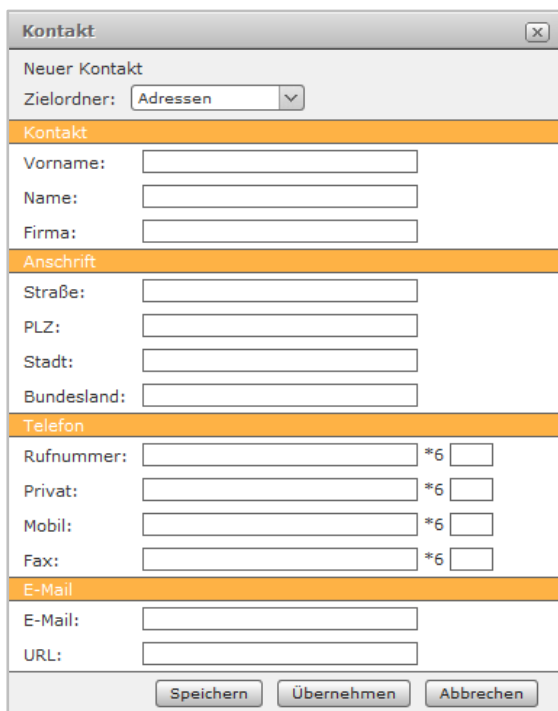 Kontakt
Neuer Kontakt
Zielordner: Adressen
Kontakt
Vorname:
Name:
Firma:
Anschrift
Straße:
PLZ:
Stadt:
Bundesland:
Telefon
Rufnummer: *6
Privat: *6
Mobil: *6
Fax: *6
E-Mail
E-Mail:
URL:
Speichern Übernehmen Abbrechen